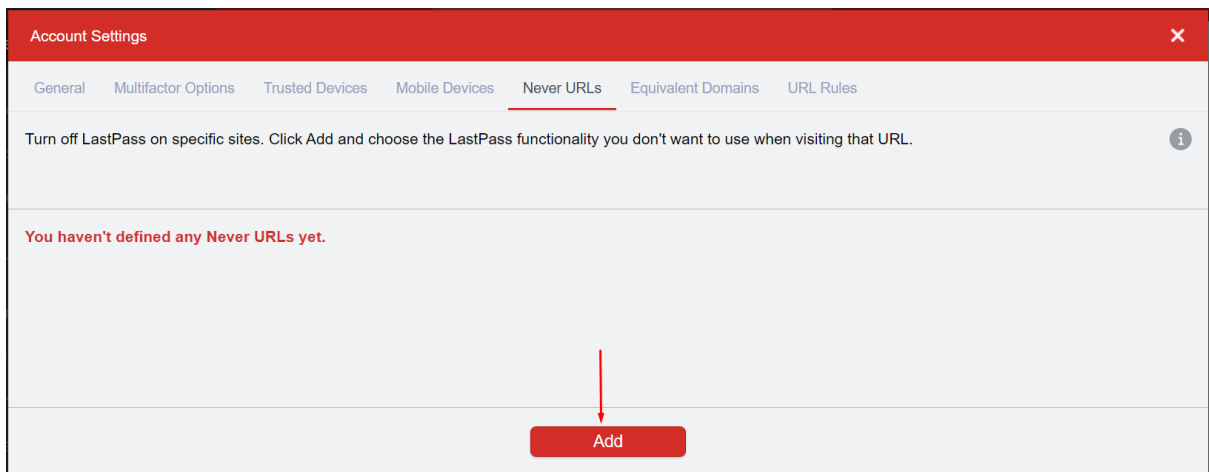 Account Settings
General Multifactor Options Trusted Devices Mobile Devices Never URLs Equivalent Domains URL Rules
Turn off LastPass on specific sites. Click Add and choose the LastPass functionality you don't want to use when visiting that URL.
You haven't defined any Never URLs yet.
Add